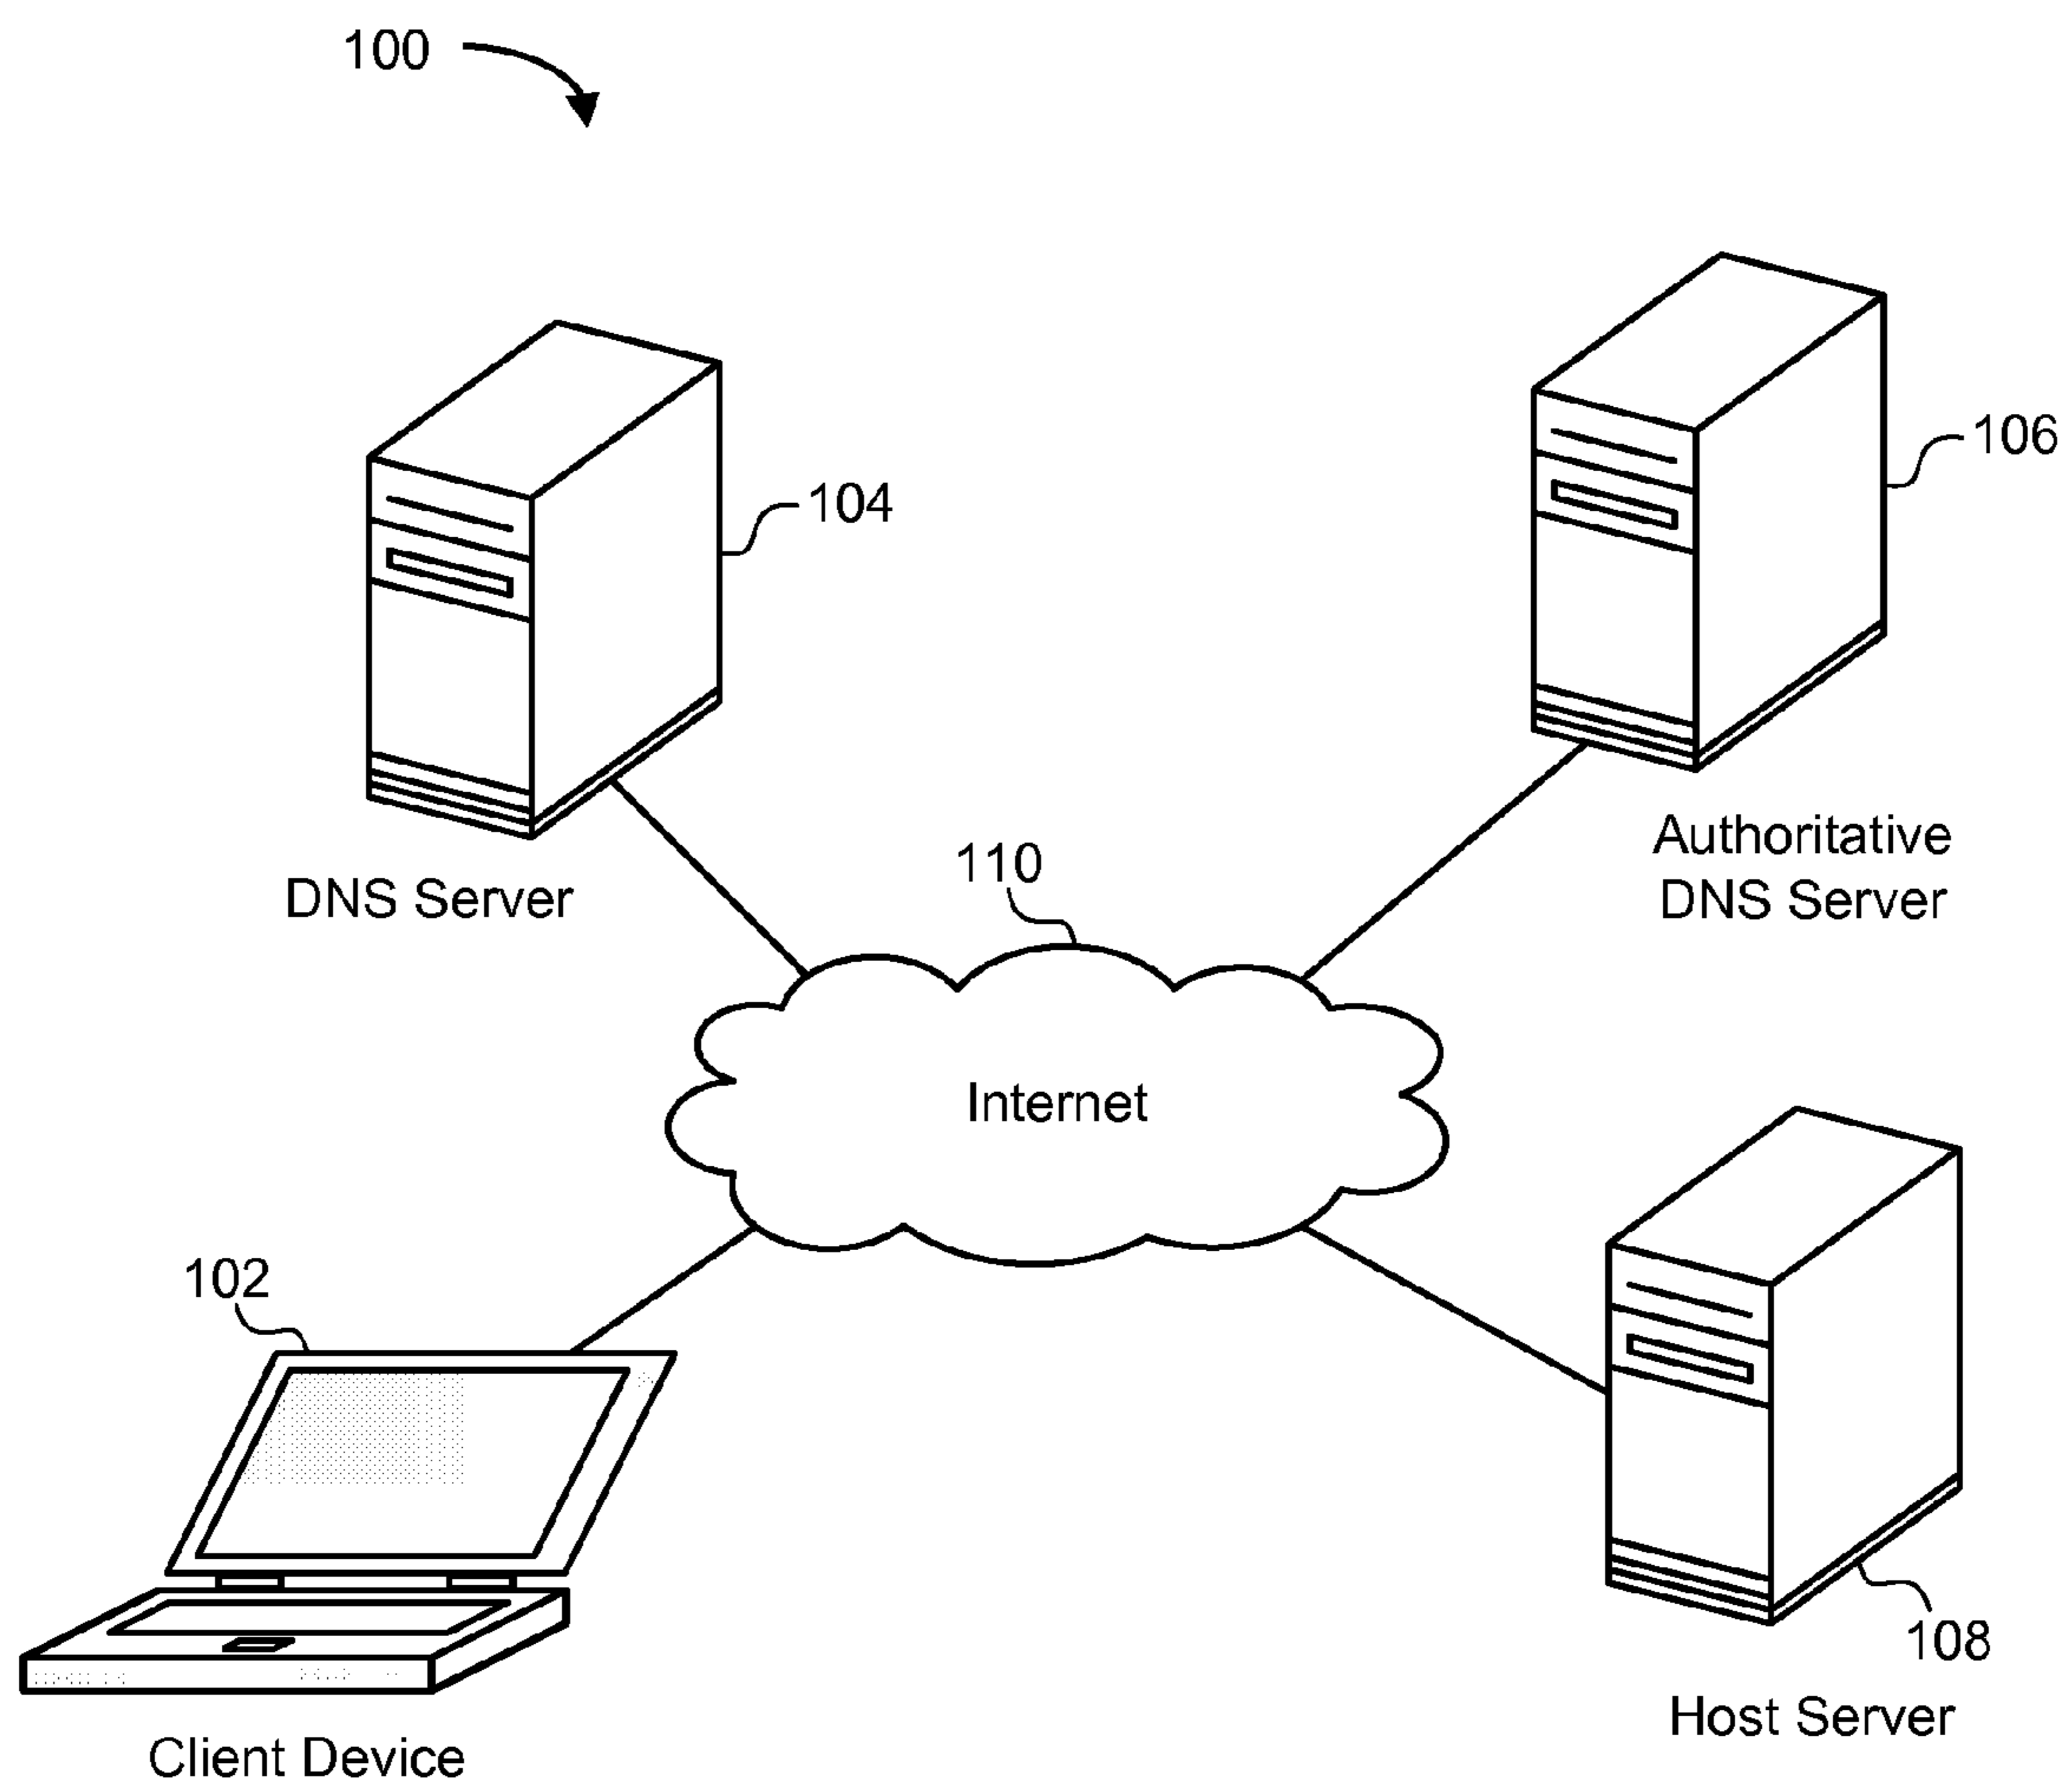 100
106
104
Authoritative
DNS Server
110
DNS Server
Internet
102
108
Host Server
Client Device